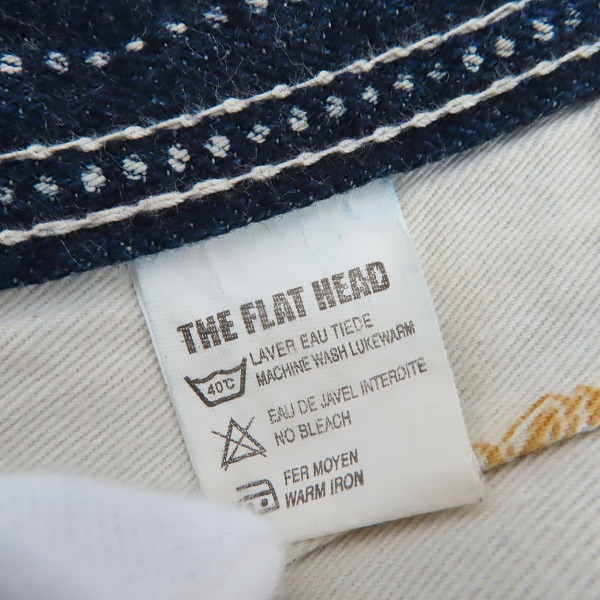 THE FLAT HEAD
40℃
LAVER EAU TIEDE
MACHINE WASH LUKEWARM
EAU DE JAVEL INTERDITE
NO BLEACH
FER MOYEN
WARM IRON